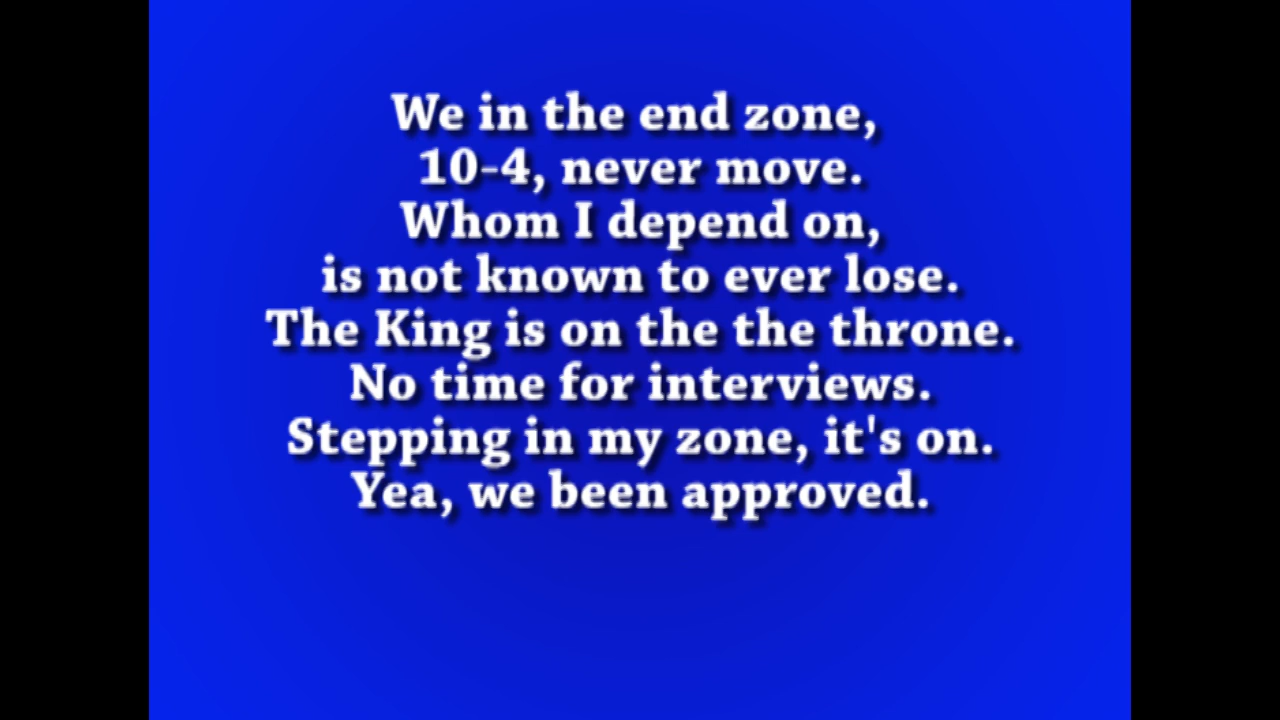 We in the end zone,
10-4, never move.
Whom I depend on,
is not known to ever lose.
The King is on the the throne.
No time for interviews.
Stepping in my zone, it's on.
Yea, we been approved.